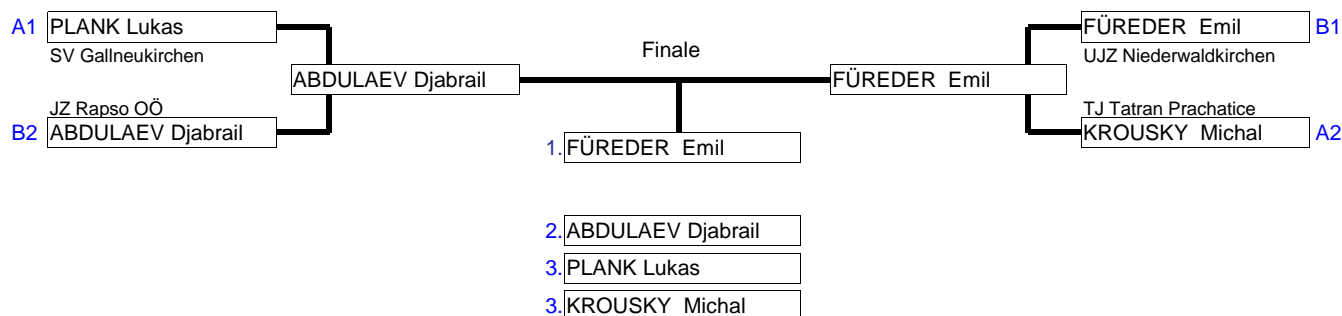 A1 PLANK Lukas
SV Gallneukirchen
ABDULAEV Djabrail
JZ Rapso OÖ
B2 ABDULAEV Djabrail
Finale
FÜREDER Emil B1
UJZ Niederwaldkirchen
FÜREDER Emil
TJ Tatran Prachatice
KROUSKY Michal A2
1. FÜREDER Emil
2. ABDULAEV Djabrail
3. PLANK Lukas
3. KROUSKY Michal